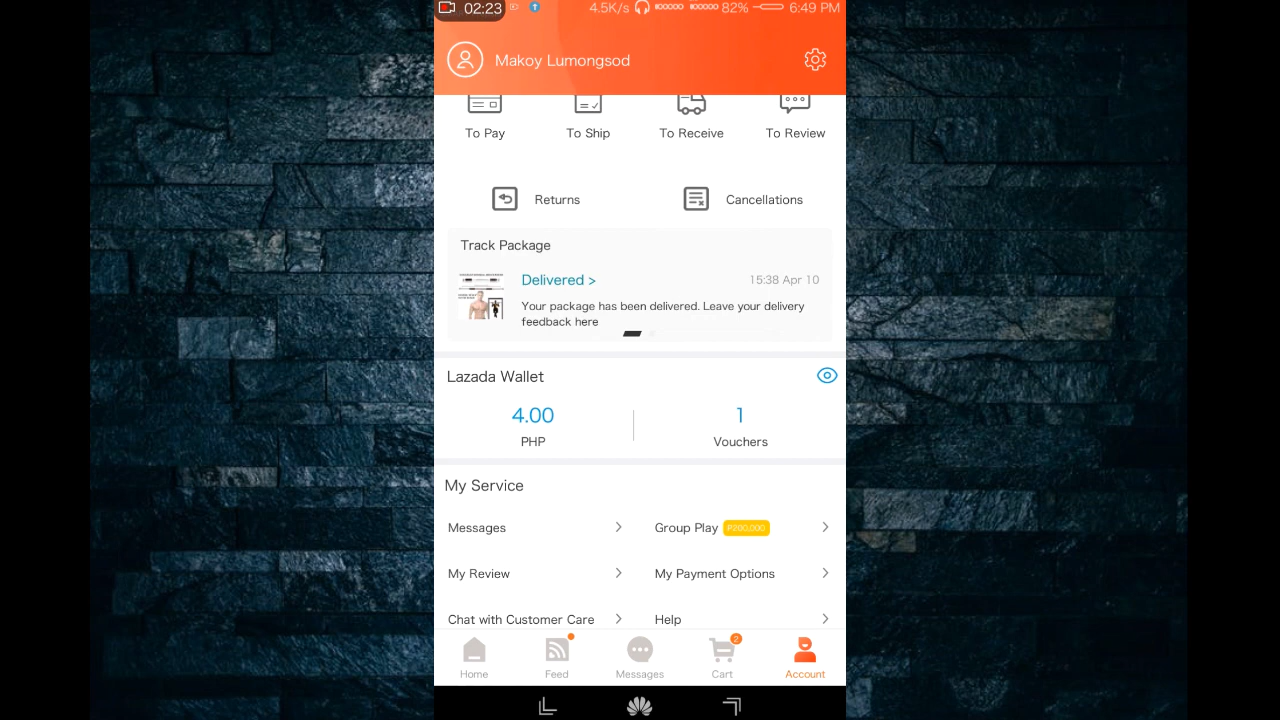 02:23 4.5K/s 82% 6:49 PM
Makoy Lumongsod
To Pay To Ship To Receive To Review
Returns Cancellations
Track Package
Delivered > 15:38 Apr 10
Your package has been delivered. Leave your delivery
feedback here
Lazada Wallet
4.00 1
PHP Vouchers
My Service
Messages Group Play ₱200,000
My Review My Payment Options
Chat with Customer Care Help
2
Home Feed Messages Cart Account